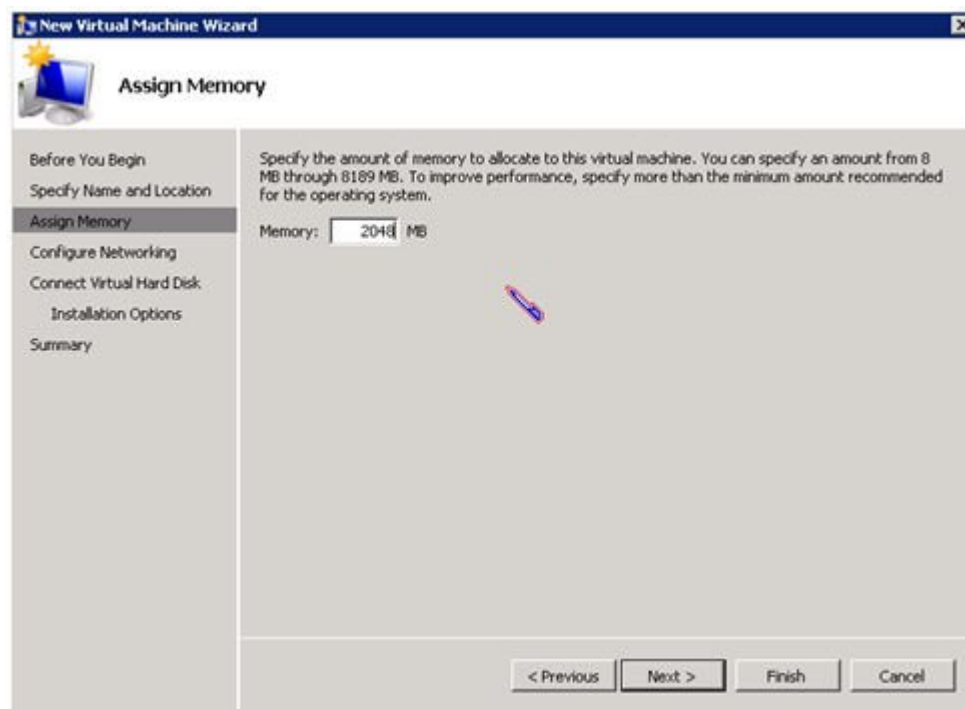 New Virtual Machine Wizard
Assign Memory
Before You Begin
Specify Name and Location
Assign Memory
Configure Networking
Connect Virtual Hard Disk
Installation Options
Summary
Specify the amount of memory to allocate to this virtual machine. You can specify an amount from 8
MB through 8189 MB. To improve performance, specify more than the minimum amount recommended
for the operating system.
Memory: 2048 MB
< Previous Next > Finish Cancel